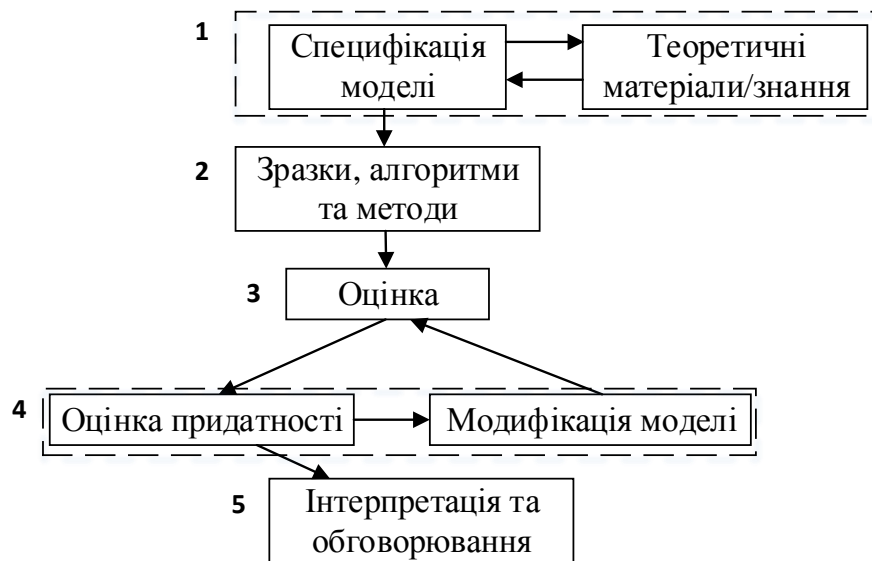 1
Специфікація
моделі
Теоретичні
матеріали/знання
2
Зразки, алгоритми
та методи
3
Оцінка
4
Оцінка придатності
Модифікація моделі
5
Інтерпретація та
обговорювання